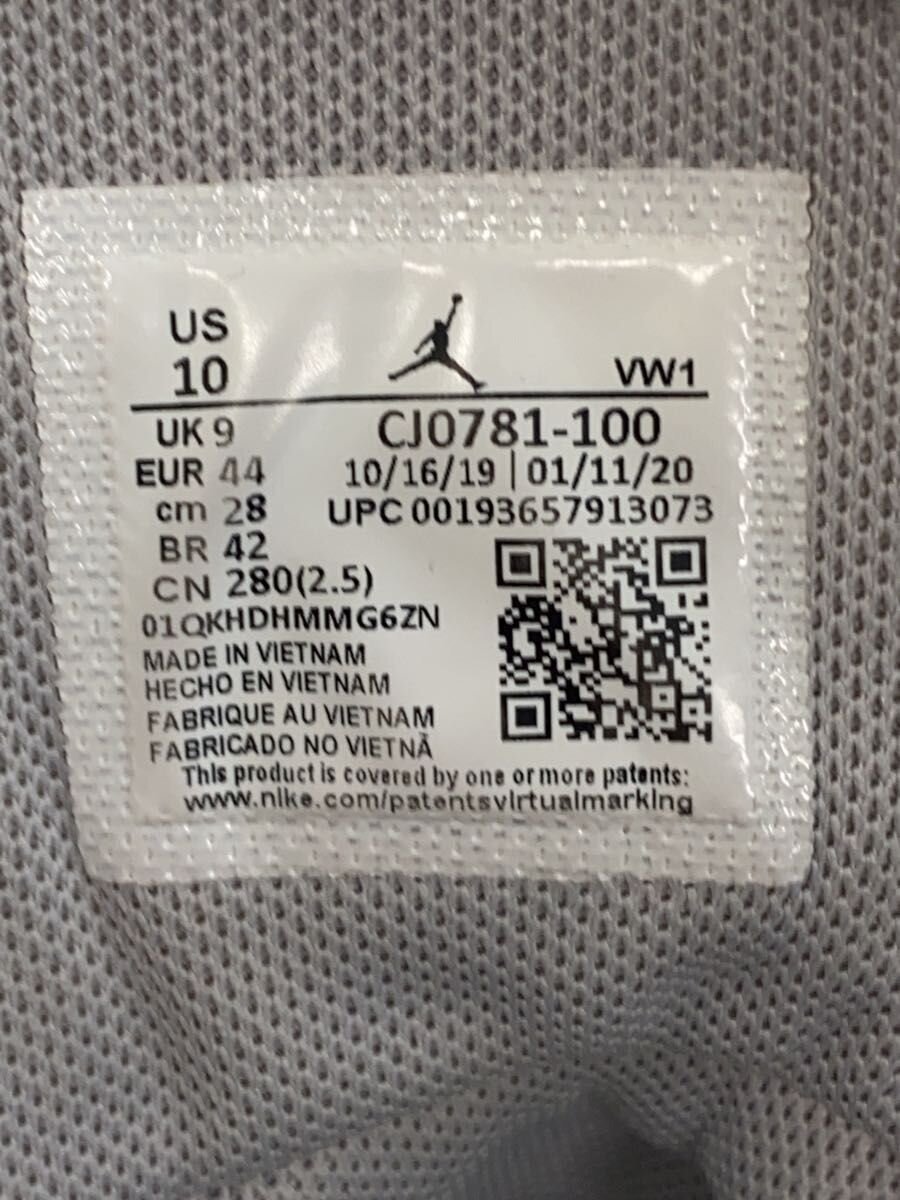 US
10
VW1
UK 9
CJ0781-100
EUR 44
10/16/19 | 01/11/20
cm 28
UPC 00193657913073
BR 42
CN 280(2.5)
01QKHDHMMG6ZN
MADE IN VIETNAM
HECHO EN VIETNAM
FABRIQUE AU VIETNAM
FABRICADO NO VIETNÃ
This product is covered by one or more patents:
www.nike.com/patentsvirtualmarking